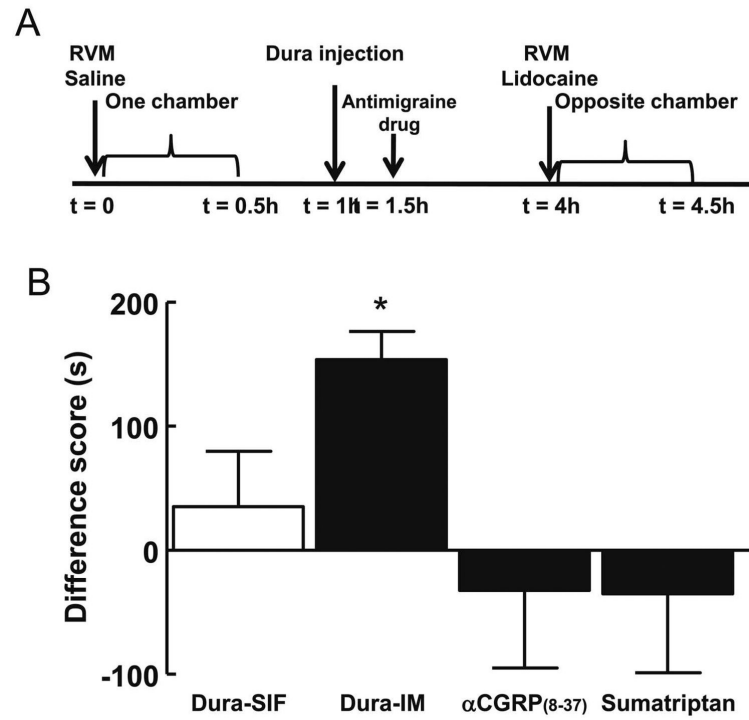 A
RVM
Saline
One chamber
Dura injection
Antimigraine
drug
RVM
Lidocaine
Opposite chamber
t = 0
t = 0.5h
t = 1h
t = 1.5h
t = 4h
t = 4.5h
B
*
Difference score (s)
200
100
0
-100
Dura-SIF
Dura-IM
αCGRP(8-37)
Sumatriptan